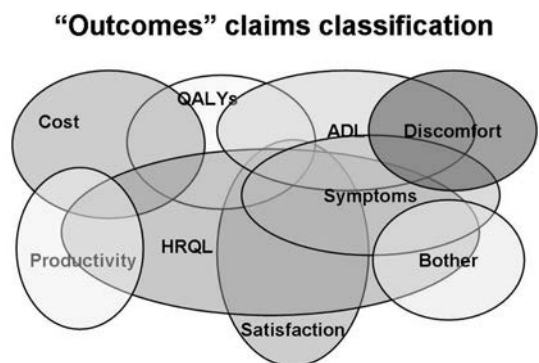 “Outcomes” claims classification
QALYs
Cost
ADL
Discomfort
Symptoms
HRQL
Productivity
Bother
Satisfaction